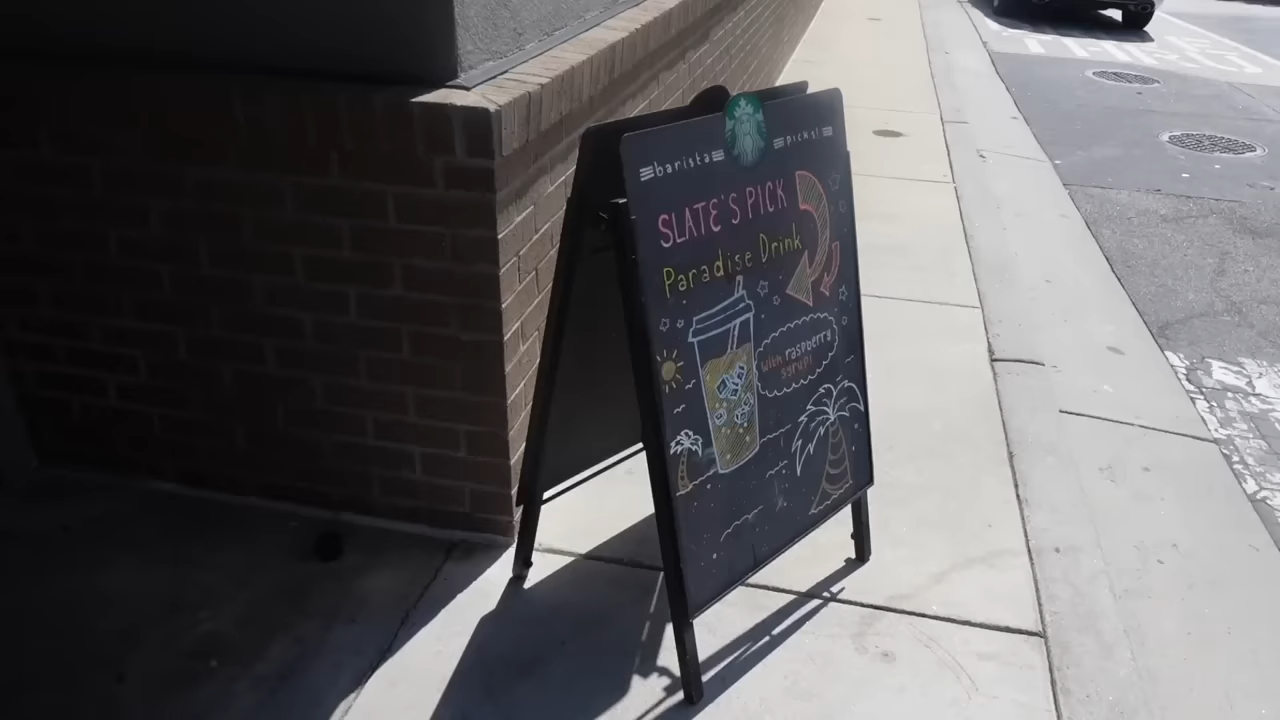 barista picks!
SLATE'S PICK
Paradise Drink
with raspberry
syrup!